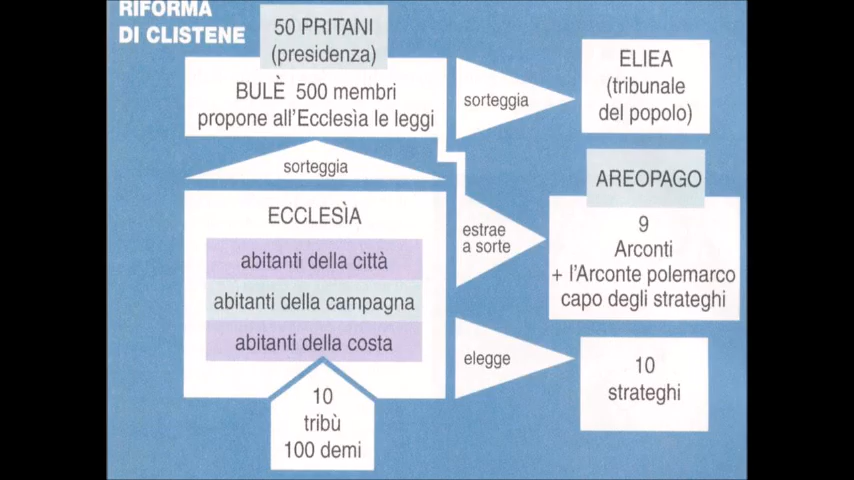 RIFORMA
DI CLISTENE
50 PRITANI
(presidenza)
BULÈ 500 membri
propone all'Ecclesìa le leggi
sorteggia
ELIEA
(tribunale
del popolo)
sorteggia
AREOPAGO
9
Arconti
+ l'Arconte polemarco
capo degli strateghi
estrae
a sorte
ECCLESÌA
abitanti della città
abitanti della campagna
abitanti della costa
elegge
10
strateghi
10
tribù
100 demi